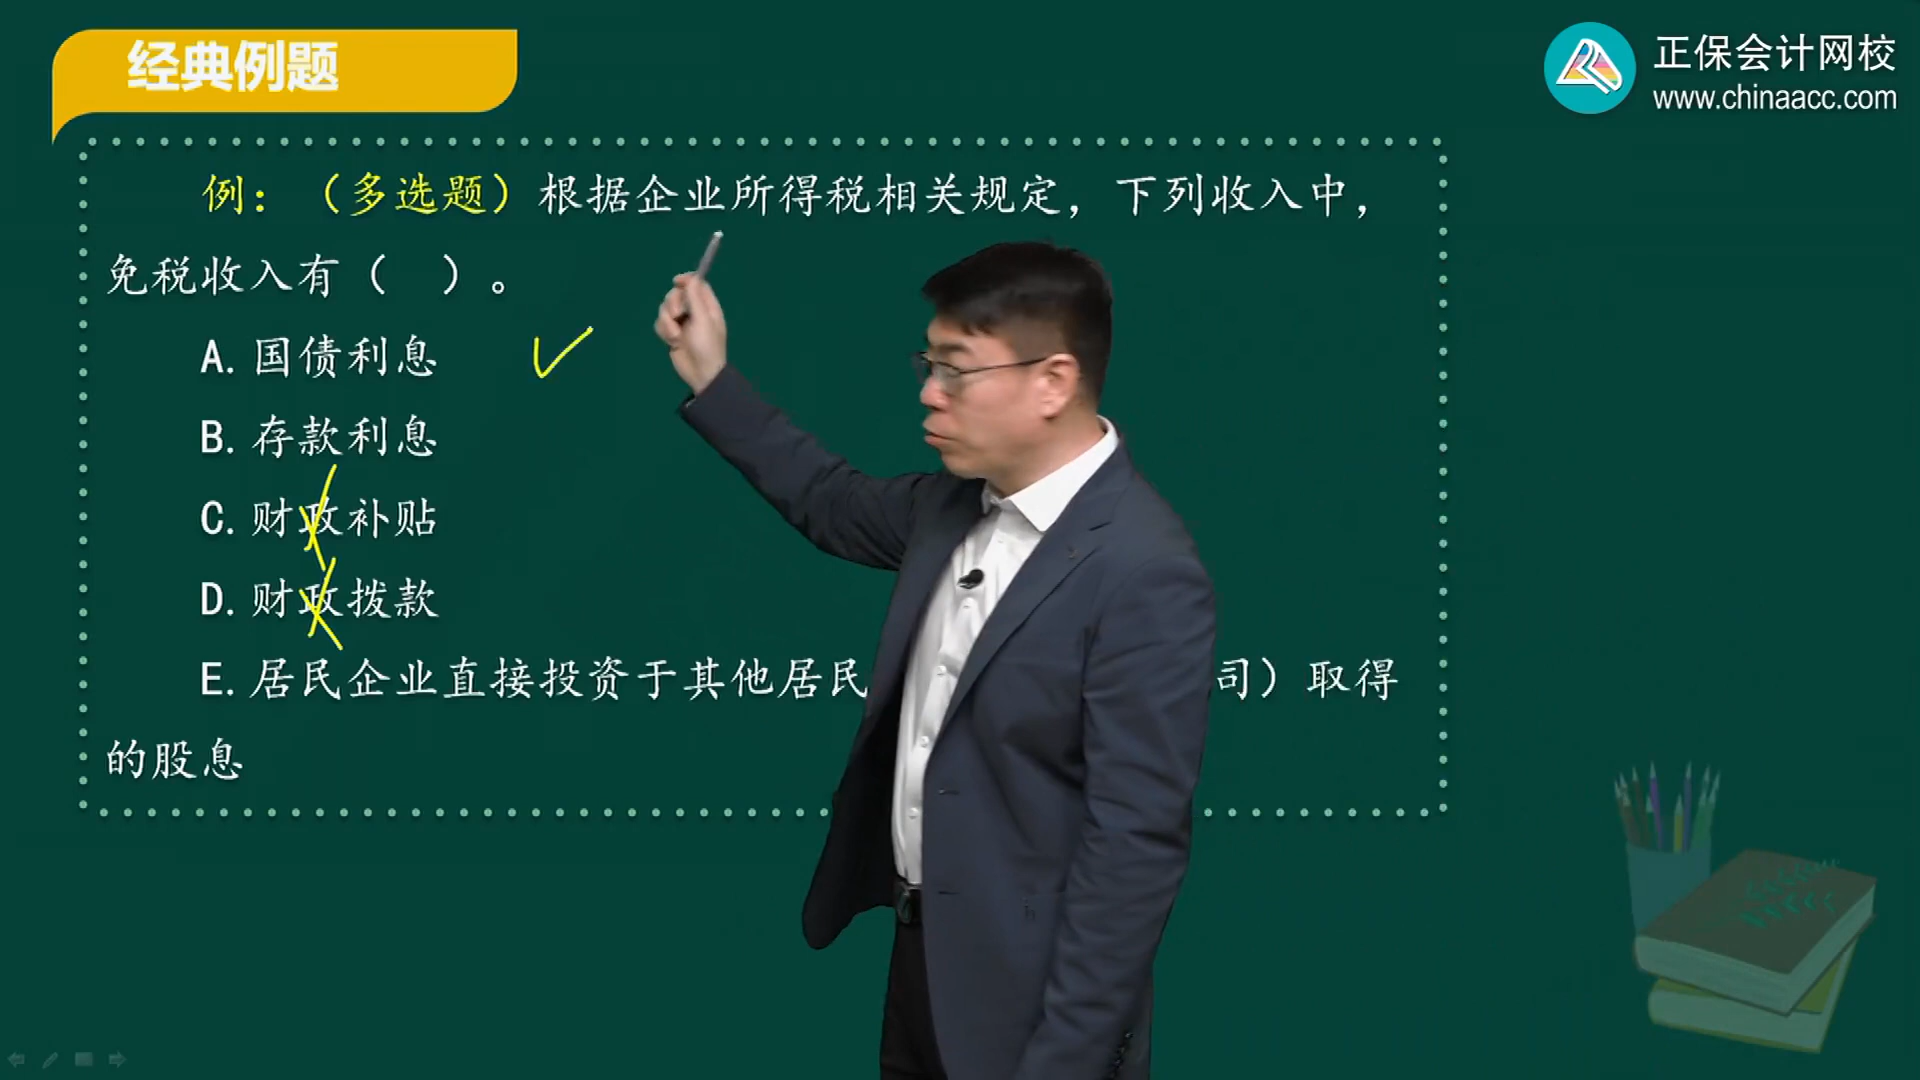 经典例题
正保会计网校
www.chinaacc.com
例：（多选题）根据企业所得税相关规定，下列收入中，
免税收入有（ ）。
A. 国债利息
B. 存款利息
C. 财政补贴
D. 财政拨款
E. 居民企业直接投资于其他居民 司）取得
的股息